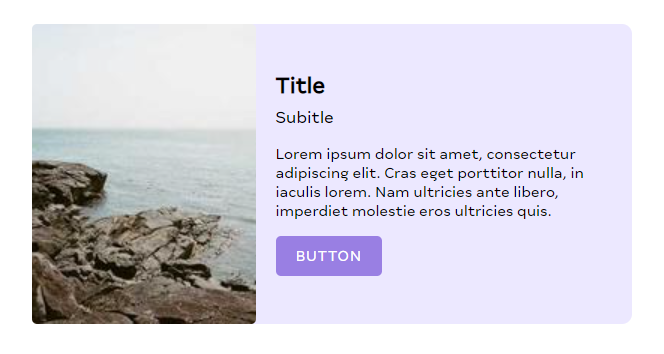 Title
Subitle
Lorem ipsum dolor sit amet, consectetur
adipiscing elit. Cras eget porttitor nulla, in
iaculis lorem. Nam ultricies ante libero,
imperdiet molestie eros ultricies quis.
BUTTON